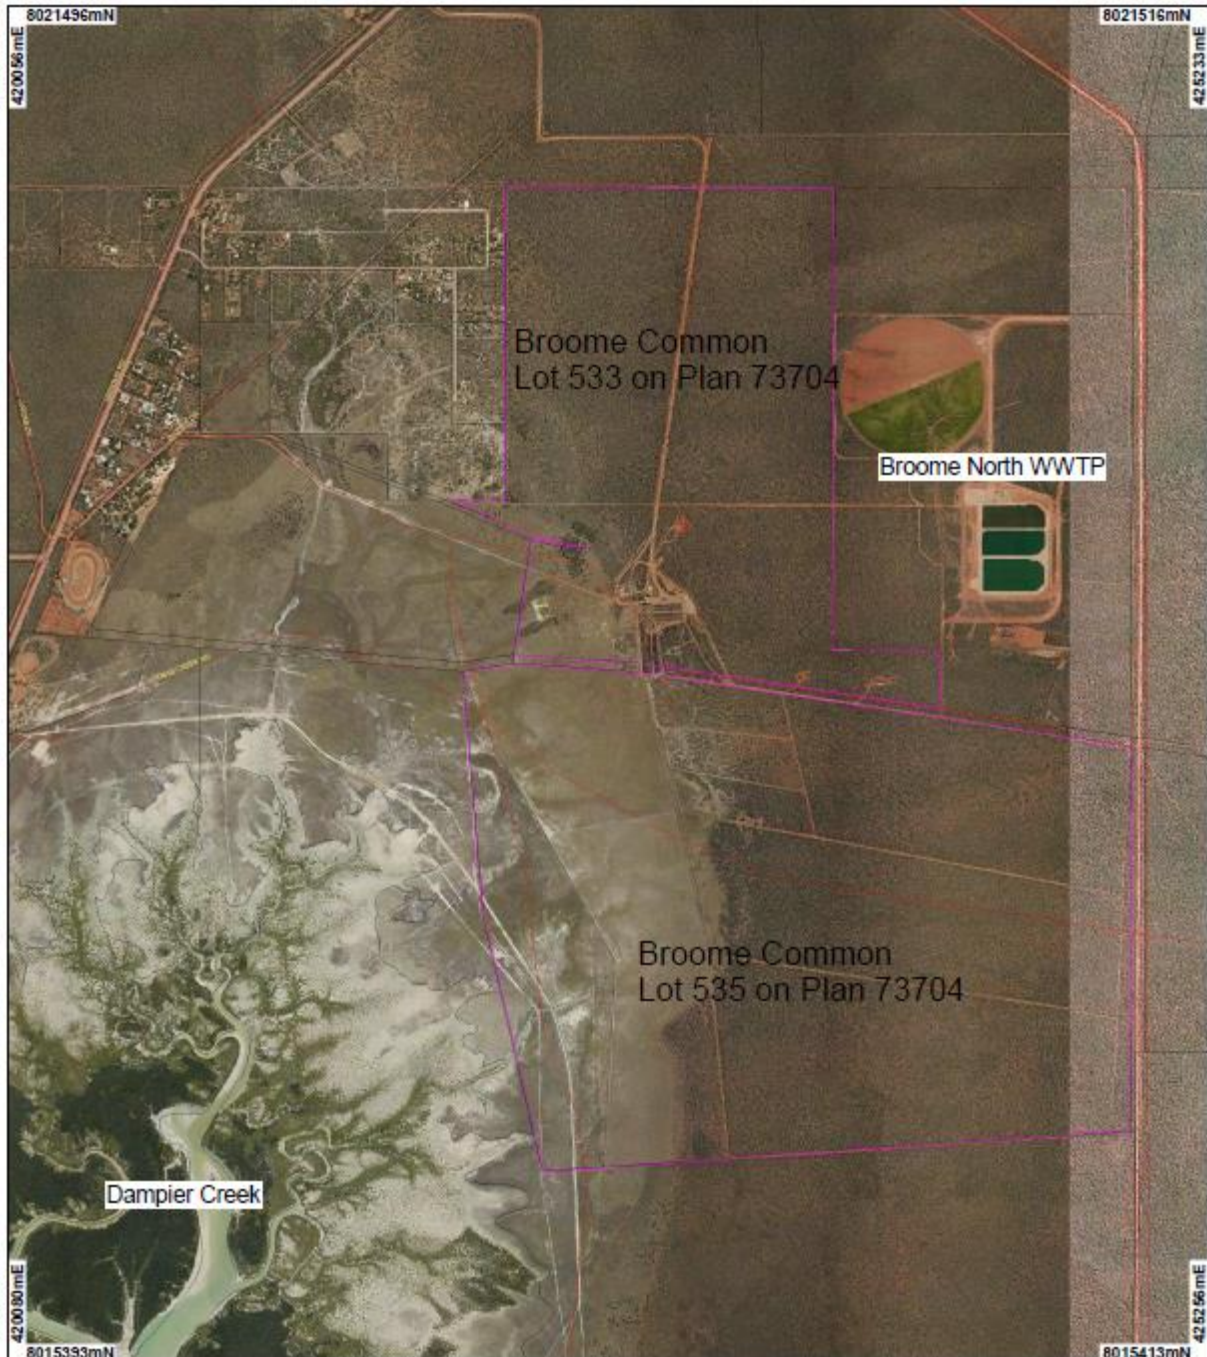 8021496mN
8021516mN
420056mE
425233mE
Broome Common
Lot 533 on Plan 73704
Broome North WWTP
Broome Common
Lot 535 on Plan 73704
Dampier Creek
420080mE
425256mE
8015393mN
8015413mN